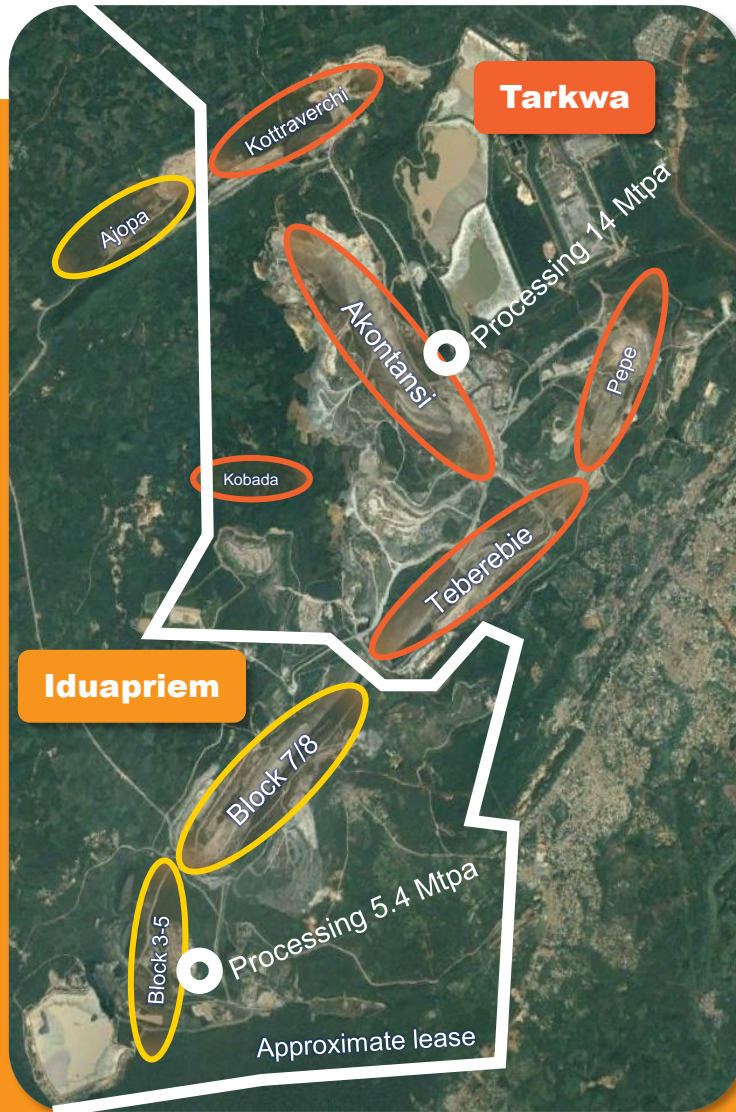 Tarkwa
Kottraverchi
Ajopa
Processing 14 Mtpa
Akontansi
Pepe
Kobada
Teberebie
Iduapriem
Block 7/8
Processing 5.4 Mtpa
Block 3-5
Approximate lease